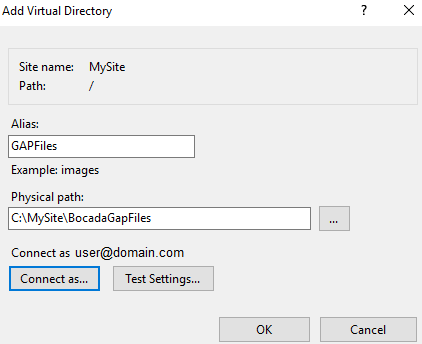 Add Virtual Directory ? ×
Site name: MySite
Path: /
Alias:
GAPFiles
Example: images
Physical path:
C:\MySite\BocadaGapFiles ...
Connect as user@domain.com
Connect as... Test Settings...
OK Cancel